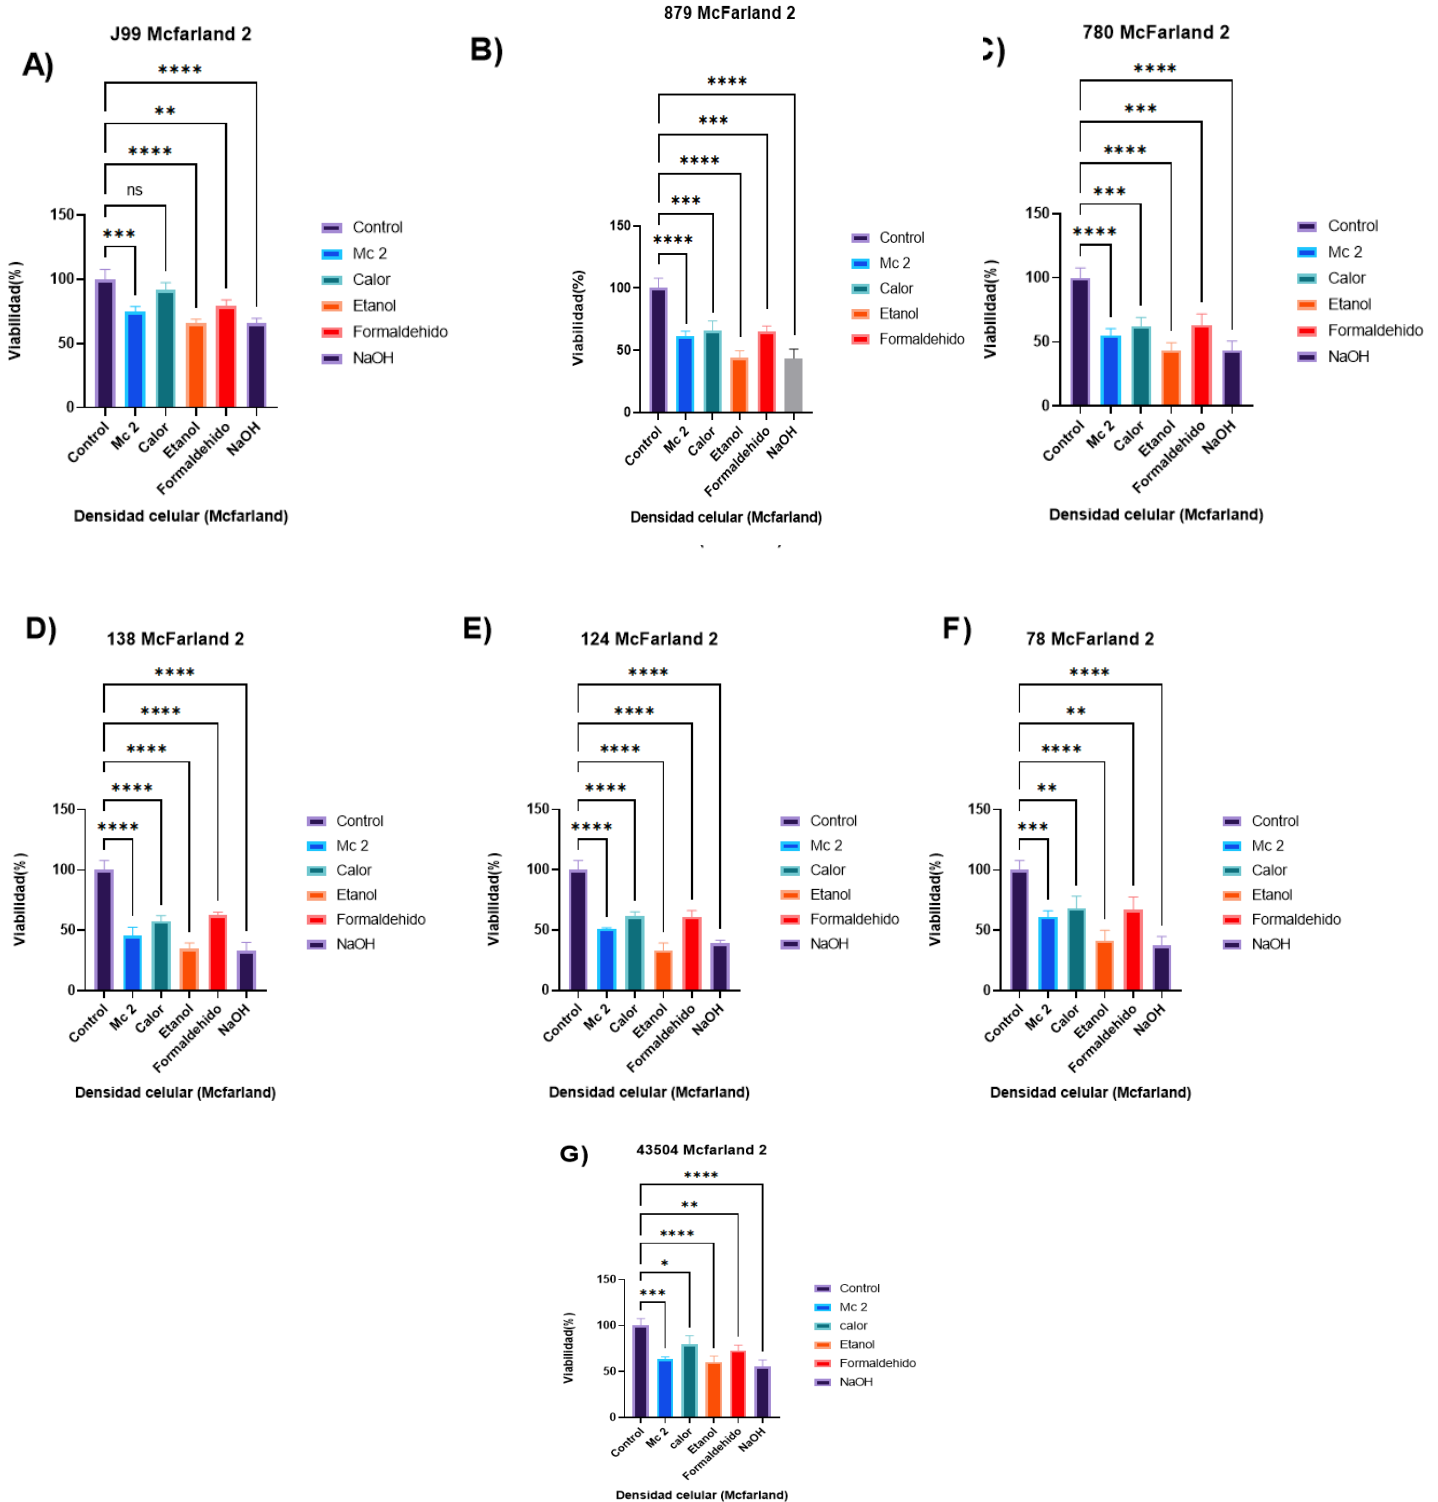 J99 Mcfarland 2
A)
****
**
****
ns
***
150
100
50
0
Viabilidad(%)
Control
Mc 2
Calor
Etanol
Formaldehido
NaOH
Densidad celular (Mcfarland)
Control
Mc 2
Calor
Etanol
Formaldehido
NaOH
879 McFarland 2
B)
****
***
****
***
****
150
100
50
0
Viabilidad(%)
Control
Mc 2
Calor
Etanol
Formaldehido
NaOH
Densidad celular (Mcfarland)
Control
Mc 2
Calor
Etanol
Formaldehido
780 McFarland 2
C)
****
***
****
***
****
150
100
50
0
Viabilidad(%)
Control
Mc 2
Calor
Etanol
Formaldehido
NaOH
Densidad celular (Mcfarland)
Control
Mc 2
Calor
Etanol
Formaldehido
NaOH
D)
138 McFarland 2
****
****
****
****
****
150
100
50
0
Viabilidad(%)
Control
Mc 2
Calor
Etanol
Formaldehido
NaOH
Densidad celular (Mcfarland)
Control
Mc 2
Calor
Etanol
Formaldehido
NaOH
E)
124 McFarland 2
****
****
****
****
****
150
100
50
0
Viabilidad(%)
Control
Mc 2
Calor
Etanol
Formaldehido
NaOH
Densidad celular (Mcfarland)
Control
Mc 2
Calor
Etanol
Formaldehido
NaOH
F)
78 McFarland 2
****
**
****
**
***
150
100
50
0
Viabilidad(%)
Control
Mc 2
Calor
Etanol
Formaldehido
NaOH
Densidad celular (Mcfarland)
Control
Mc 2
Calor
Etanol
Formaldehido
NaOH
G)
43504 Mcfarland 2
****
**
****
*
***
150
100
50
0
Viabilidad(%)
Control
Mc 2
calor
Etanol
Formaldehido
NaOH
Densidad celular (Mcfarland)
Control
Mc 2
calor
Etanol
Formaldehido
NaOH